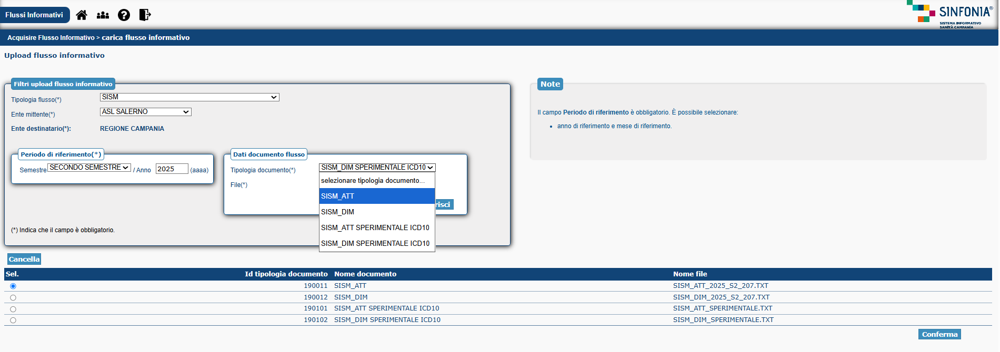 Flussi Informativi
SINFONIA®
SISTEMA INFORMATIVO
SANITÀ CAMPANIA
Acquisire Flusso Informativo > carica flusso informativo
Upload flusso informativo
Filtri upload flusso informativo
Tipologia flusso(*) SISM
Ente mittente(*) ASL SALERNO
Ente destinatario(*): REGIONE CAMPANIA
Periodo di riferimento(*)
Semestre SECONDO SEMESTRE / Anno 2025 (aaaa)
Dati documento flusso
Tipologia documento(*) SISM_DIM SPERIMENTALE ICD10
File(*)
selezionare tipologia documento...
SISM_ATT
SISM_DIM
SISM_ATT SPERIMENTALE ICD10
SISM_DIM SPERIMENTALE ICD10
risci
(*) Indica che il campo è obbligatorio.
Note
Il campo Periodo di riferimento è obbligatorio. È possibile selezionare:
• anno di riferimento e mese di riferimento.
Cancella
Sel. Id tipologia documento Nome documento Nome file
190011 SISM_ATT SISM_ATT_2025_S2_207.TXT
190012 SISM_DIM SISM_DIM_2025_S2_207.TXT
190101 SISM_ATT SPERIMENTALE ICD10 SISM_ATT_SPERIMENTALE.TXT
190102 SISM_DIM SPERIMENTALE ICD10 SISM_DIM_SPERIMENTALE.TXT
Conferma